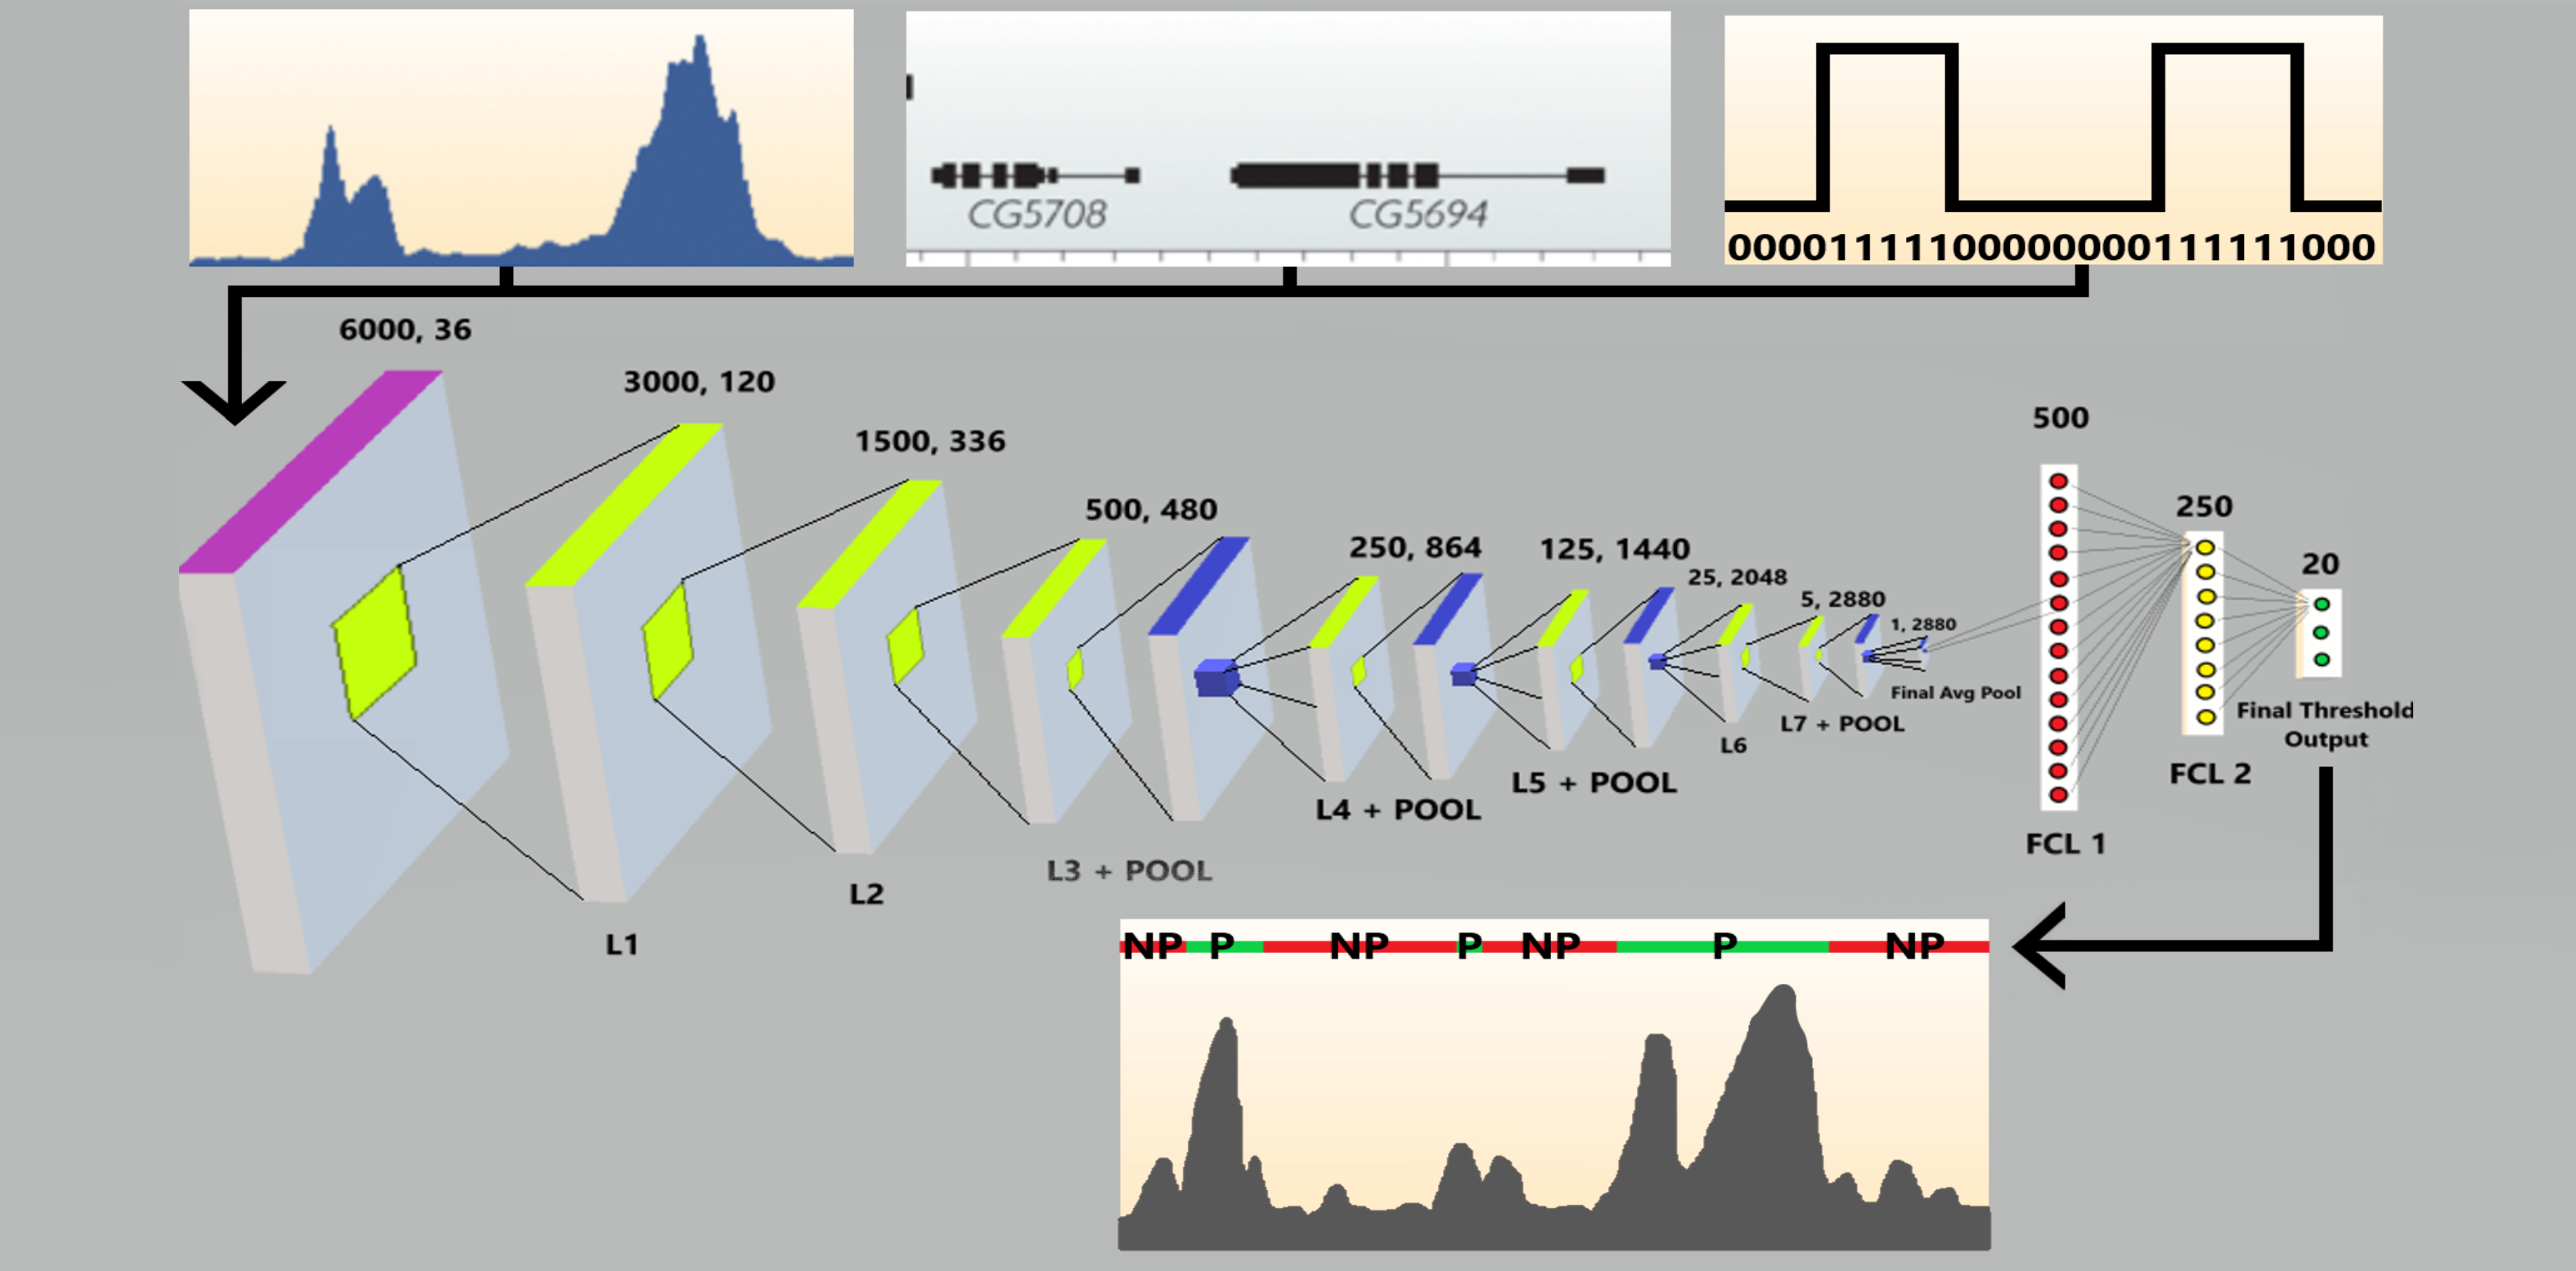 CG5708
CG5694
00001111100000000111111000
6000, 36
3000, 120
1500, 336
500, 480
250, 864
125, 1440
25, 2048
5, 2880
1, 2880
500
250
20
Final Avg Pool
Final Threshold
Output
L7 + POOL
L6
L5 + POOL
L4 + POOL
L3 + POOL
L2
L1
FCL 2
FCL 1
NP P NP P NP P NP